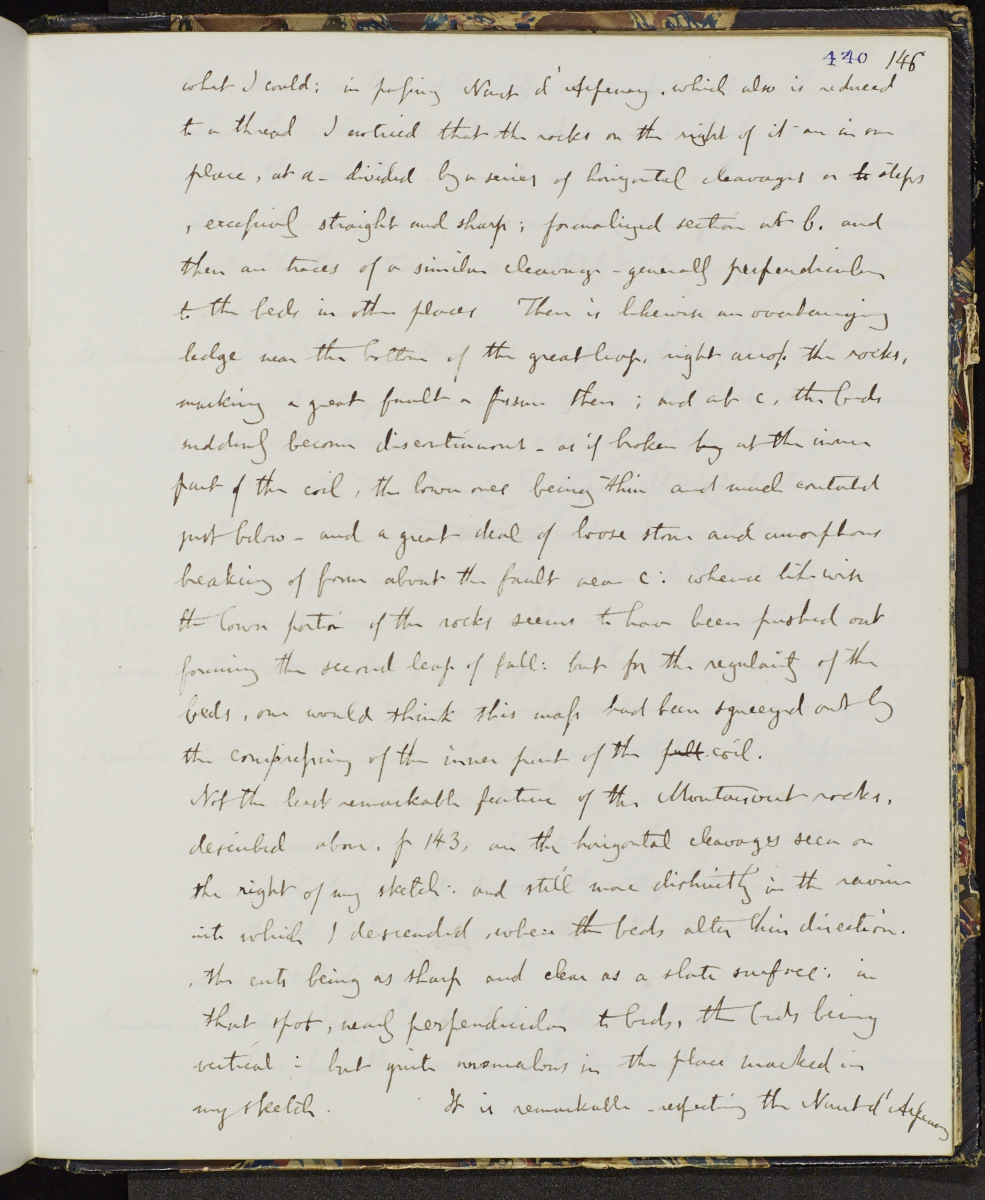 440 146
what I could; in passing Nant d'Arpenaz, which also is reduced
to a thread I noticed that the rocks on the right of it are in one
place, at a - divided by a series of horizontal cleavages or to steps
, excessively straight and sharp; formalized section at b. and
there are traces of a similar cleavage - generally perpendicular
to the beds in other places There is likewise an overhanging
ledge near the bottom of the great leap, right across the rocks,
marking a great fault or fissure there; and at c, the beds
suddenly become discontinuous - as if broken by at the inner
part of the coil, the lower ones being thin and much contorted
just below - and a great deal of loose stone and amorphous
breaking of form about the fault near c: whence likewise
the lower portion of the rocks seems to have been pushed out
forming the second leap of fall: but for the regularity of the
beds, one would think this mass had been squeezed out by
the compressing of the inner part of the fall coil.
Not the least remarkable feature of the Montanvert rocks,
described above, p 143, are the horizontal cleavages seen on
the right of my sketch: and still more distinctly in the ravine
into which I descended, where the beds alter their direction.
, the cuts being as sharp and clear as a slate surface: in
that spot, nearly perpendicular to beds, the beds being
vertical: but quite anomalous in the place marked in
my sketch. It is remarkable - respecting the Nant d'Arpenaz